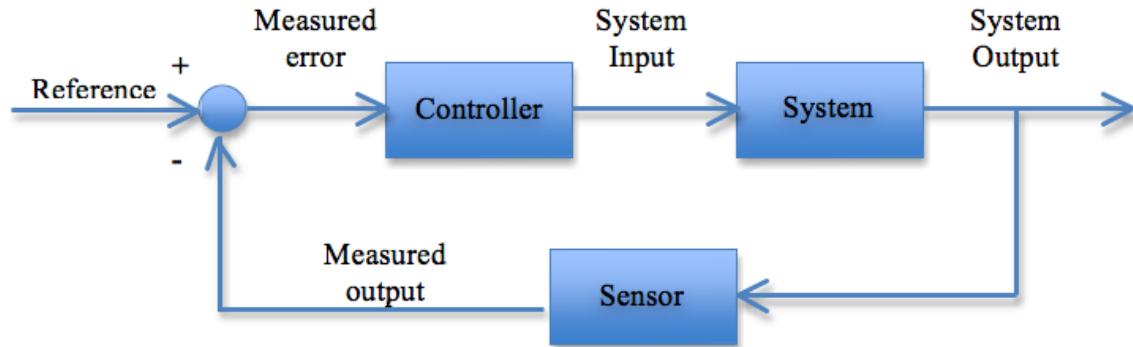 Reference
+
-
Measured
error
Controller
System
Input
System
System
Output
Measured
output
Sensor